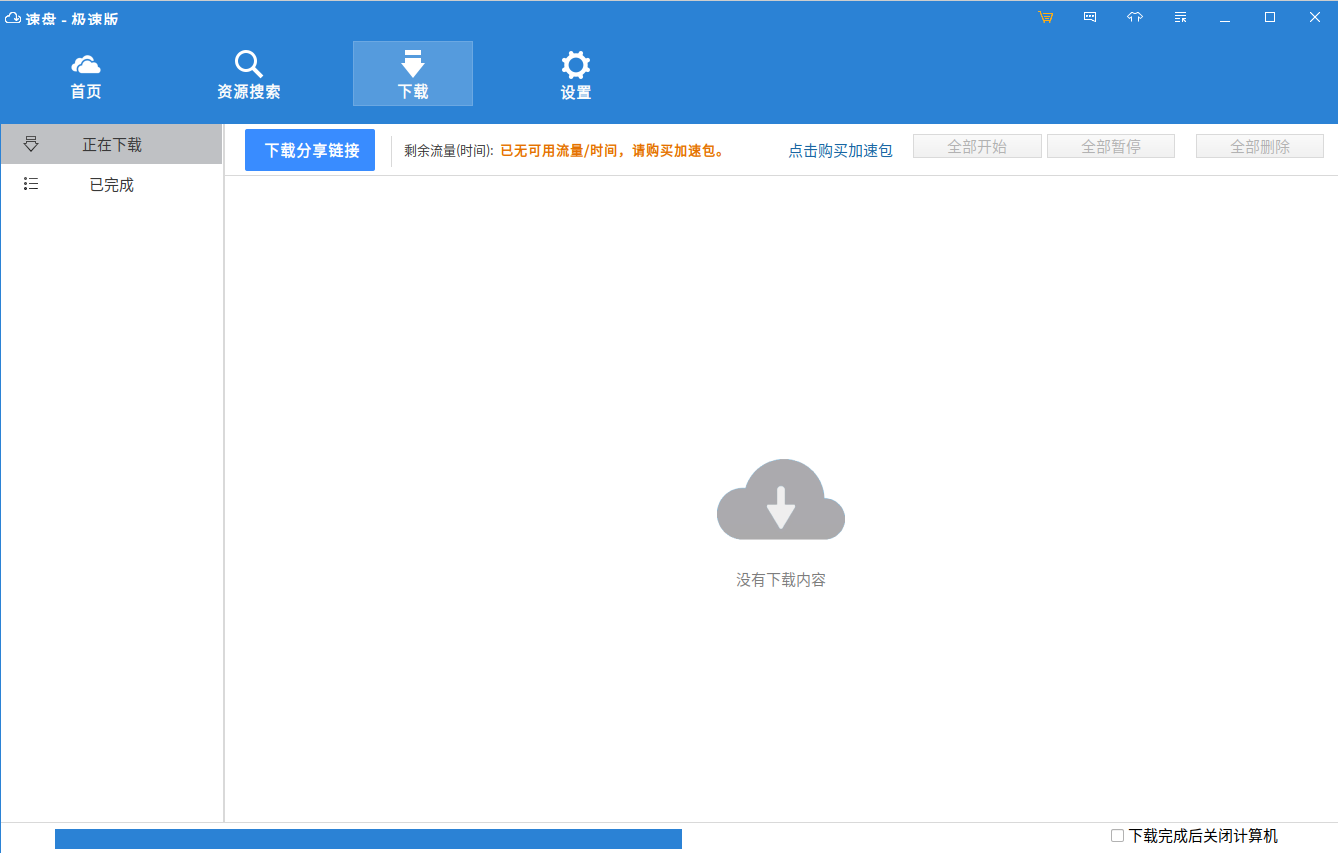 速盘 - 极速版
首页
资源搜索
下载
设置
正在下载
已完成
下载分享链接
剩余流量(时间): 已无可用流量/时间，请购买加速包。
点击购买加速包
全部开始
全部暂停
全部删除
没有下载内容
下载完成后关闭计算机